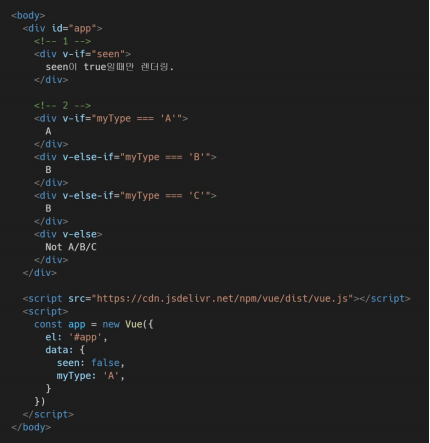 <body>
<div id="app">
<!-- 1 -->
<div v-if="seen">
seen이 true일때만 렌더링.
</div>
<!-- 2 -->
<div v-if="myType === 'A'">
A
</div>
<div v-else-if="myType === 'B'">
B
</div>
<div v-else-if="myType === 'C'">
B
</div>
<div v-else>
Not A/B/C
</div>
</div>
<script src="https://cdn.jsdelivr.net/npm/vue/dist/vue.js"></script>
<script>
const app = new Vue({
el: '#app',
data: {
seen: false,
myType: 'A',
}
})
</script>
</body>